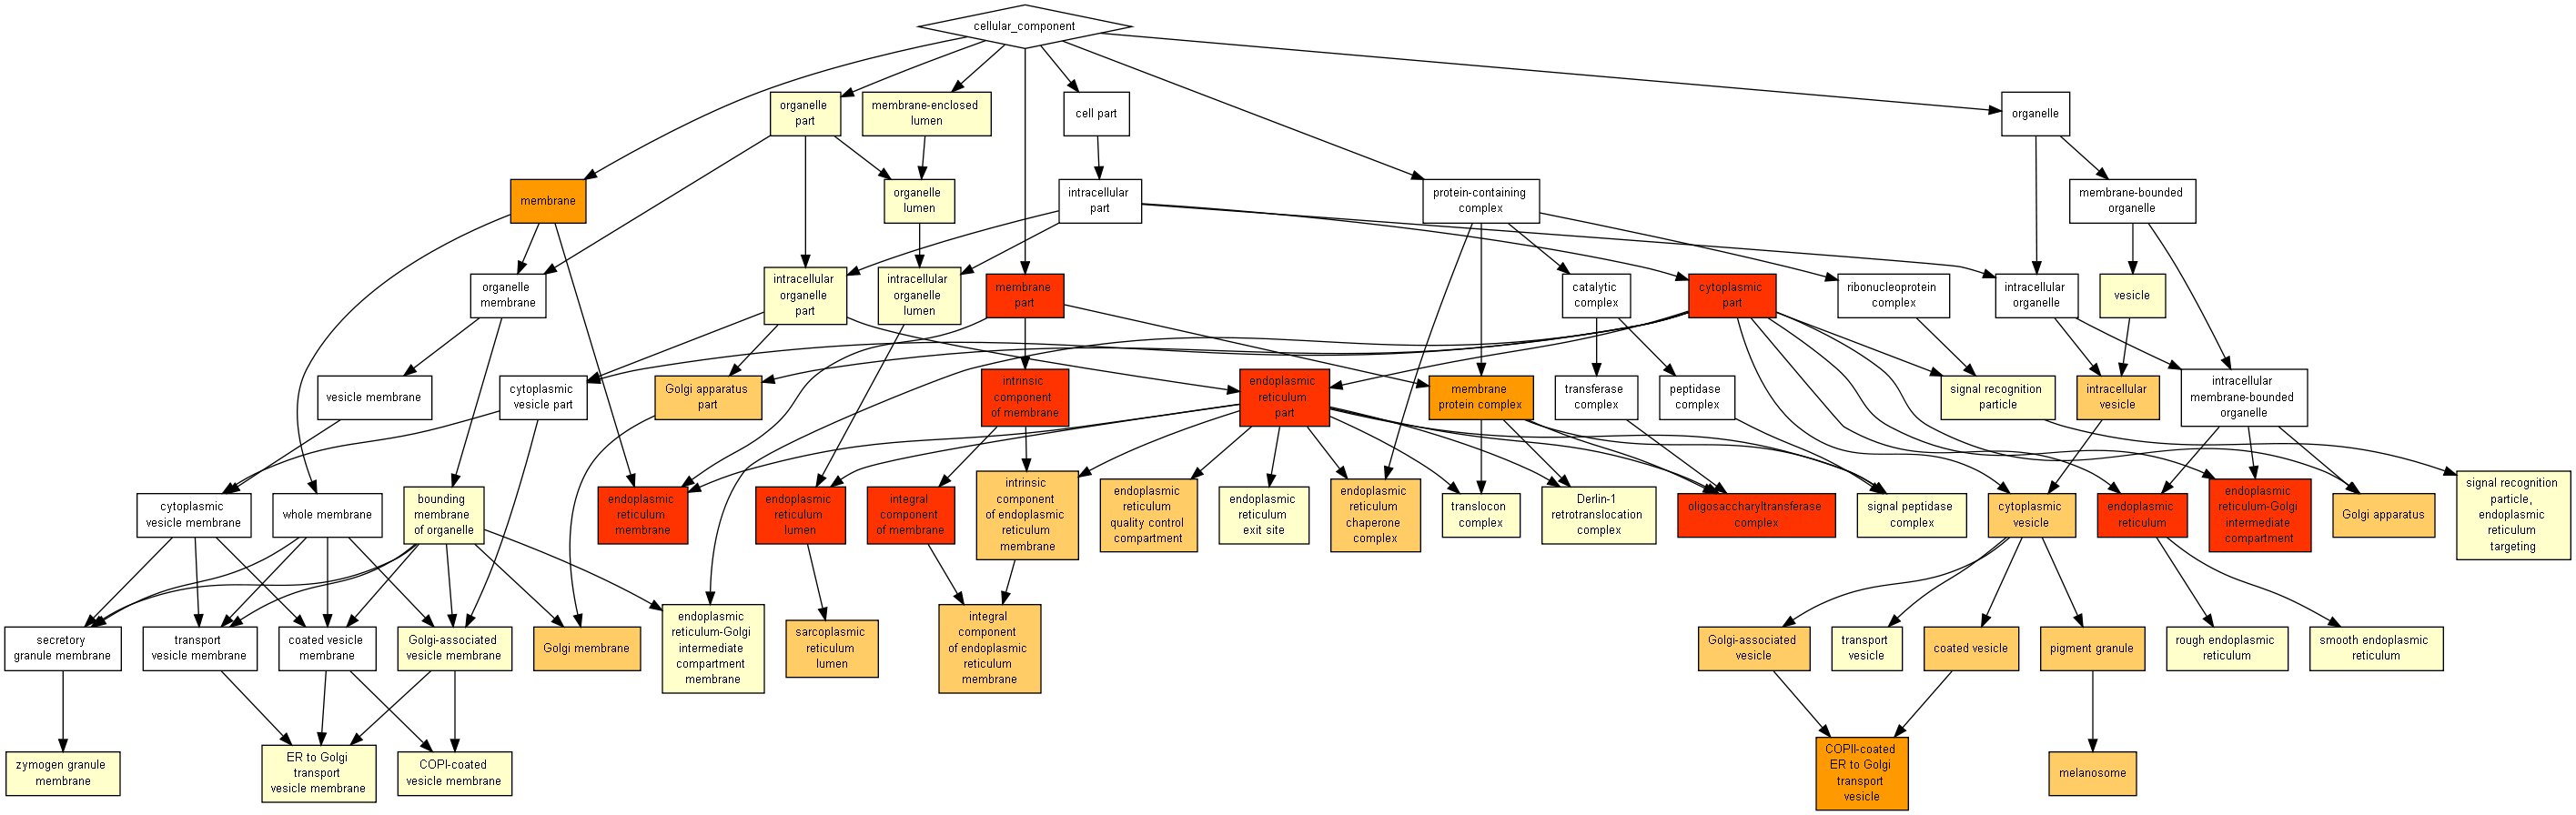 cellular_component
organelle
part
membrane-enclosed
lumen
cell part
organelle
membrane
organelle
lumen
intracellular
part
protein-containing
complex
membrane-bounded
organelle
organelle
membrane
intracellular
organelle
part
intracellular
organelle
lumen
membrane
part
catalytic
complex
cytoplasmic
part
ribonucleoprotein
complex
intracellular
organelle
vesicle
vesicle membrane
cytoplasmic
vesicle part
Golgi apparatus
part
intrinsic
component
of membrane
endoplasmic
reticulum
part
membrane
protein complex
transferase
complex
peptidase
complex
signal recognition
particle
intracellular
vesicle
intracellular
membrane-bounded
organelle
cytoplasmic
vesicle membrane
whole membrane
bounding
membrane
of organelle
endoplasmic
reticulum
membrane
endoplasmic
reticulum
lumen
integral
component
of membrane
intrinsic
component
of endoplasmic
reticulum
membrane
endoplasmic
reticulum
quality control
compartment
endoplasmic
reticulum
exit site
endoplasmic
reticulum
chaperone
complex
translocon
complex
Derlin-1
retrotranslocation
complex
oligosaccharyltransferase
complex
signal peptidase
complex
cytoplasmic
vesicle
endoplasmic
reticulum
endoplasmic
reticulum-Golgi
intermediate
compartment
Golgi apparatus
signal recognition
particle,
endoplasmic
reticulum
targeting
secretory
granule membrane
transport
vesicle membrane
coated vesicle
membrane
Golgi-associated
vesicle membrane
Golgi membrane
endoplasmic
reticulum-Golgi
intermediate
compartment
membrane
sarcoplasmic
reticulum
lumen
integral
component
of endoplasmic
reticulum
membrane
Golgi-associated
vesicle
transport
vesicle
coated vesicle
pigment granule
rough endoplasmic
reticulum
smooth endoplasmic
reticulum
zymogen granule
membrane
ER to Golgi
transport
vesicle membrane
COPI-coated
vesicle membrane
COPII-coated
ER to Golgi
transport
vesicle
melanosome